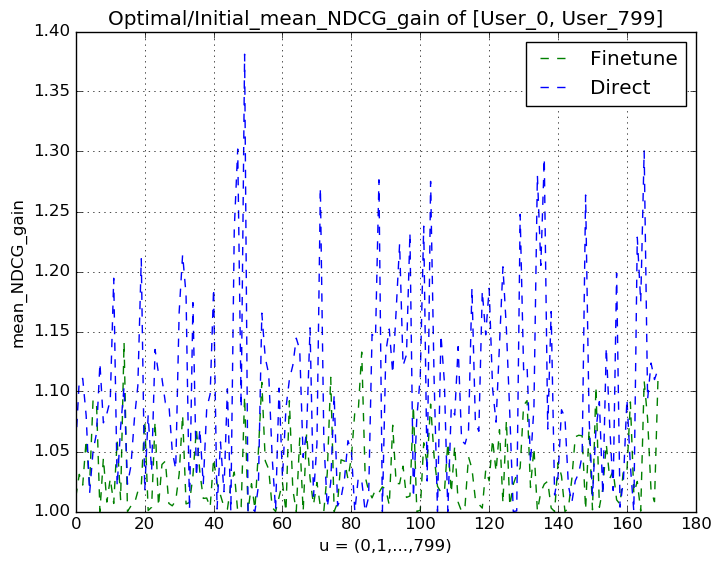 Optimal/Initial_mean_NDCG_gain of [User_0, User_799]
1.40
1.35
1.30
1.25
1.20
1.15
1.10
1.05
1.00
mean_NDCG_gain
Finetune
Direct
0 20 40 60 80 100 120 140 160 180
u = (0,1,...,799)